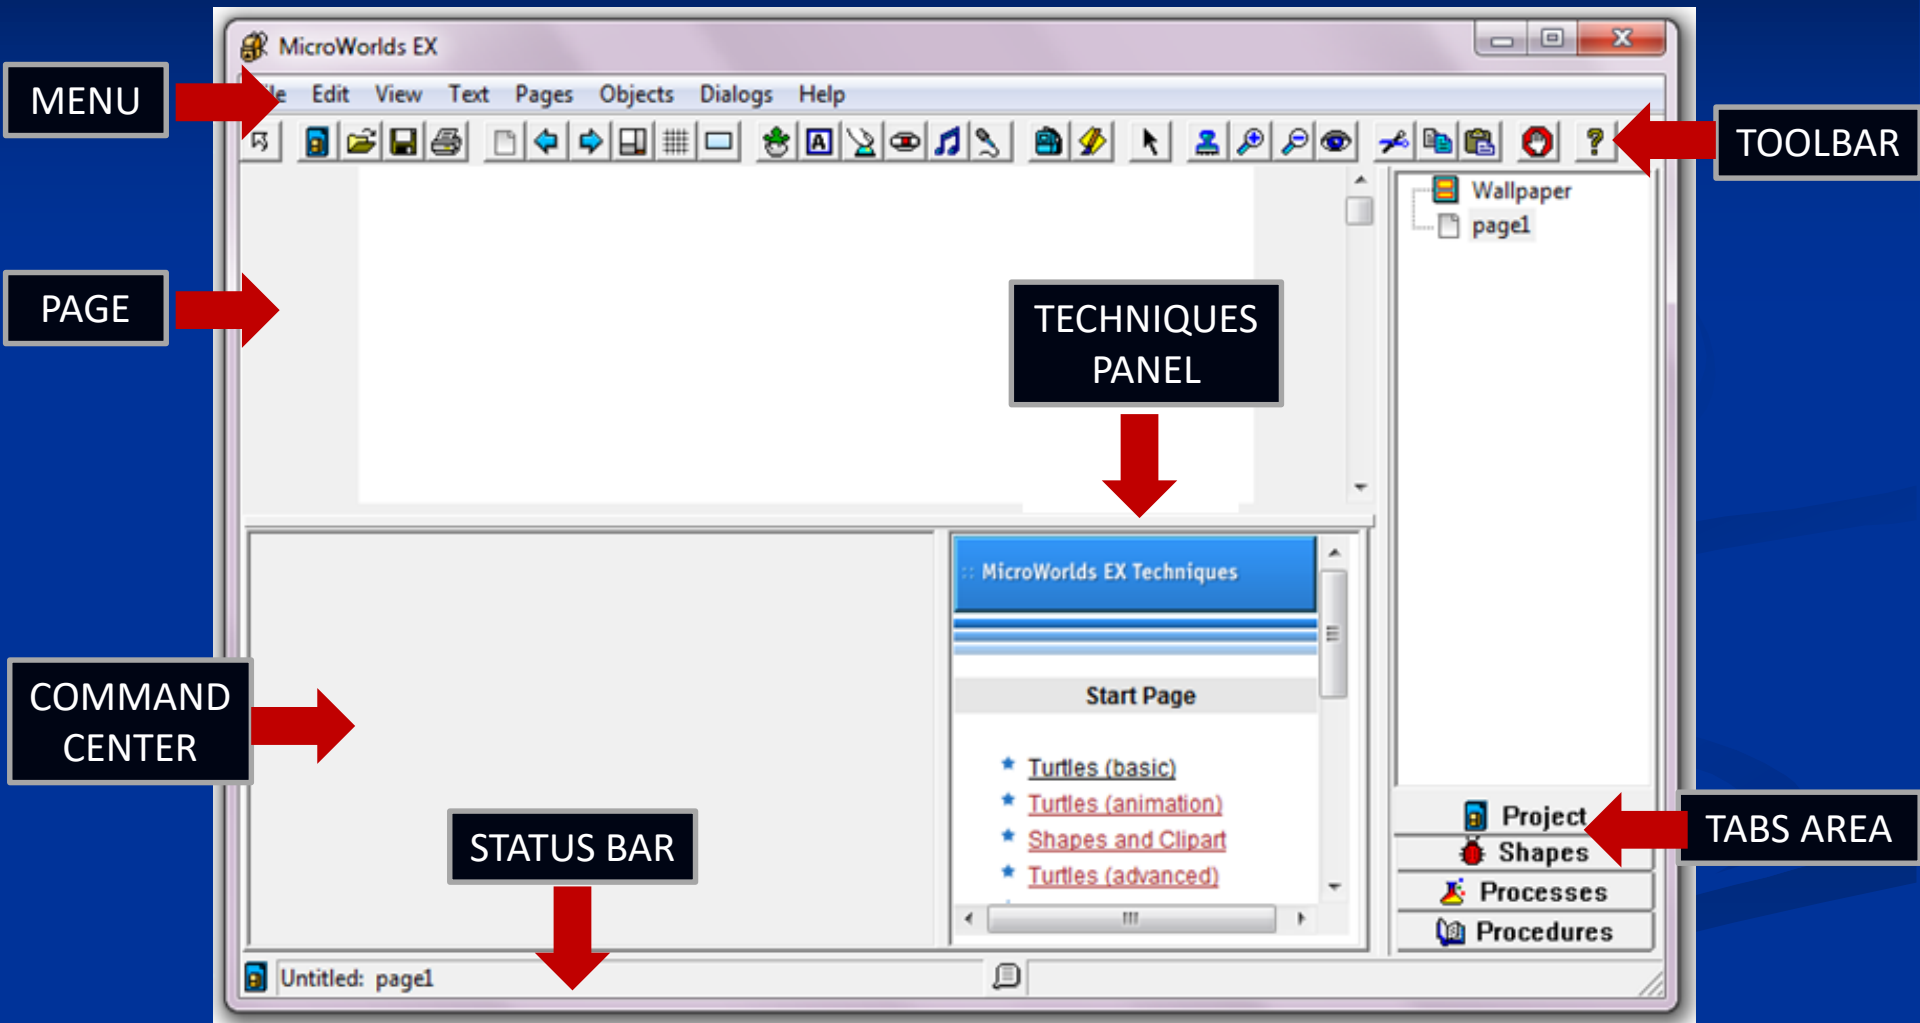 MicroWorlds EX
MENU
le Edit View Text Pages Objects Dialogs Help
TOOLBAR
Wallpaper
page1
PAGE
TECHNIQUES
PANEL
:: MicroWorlds EX Techniques
Start Page
COMMAND
CENTER
Turtles (basic)
Turtles (animation)
Shapes and Clipart
Turtles (advanced)
STATUS BAR
Project
TABS AREA
Shapes
Processes
Procedures
Untitled: page1